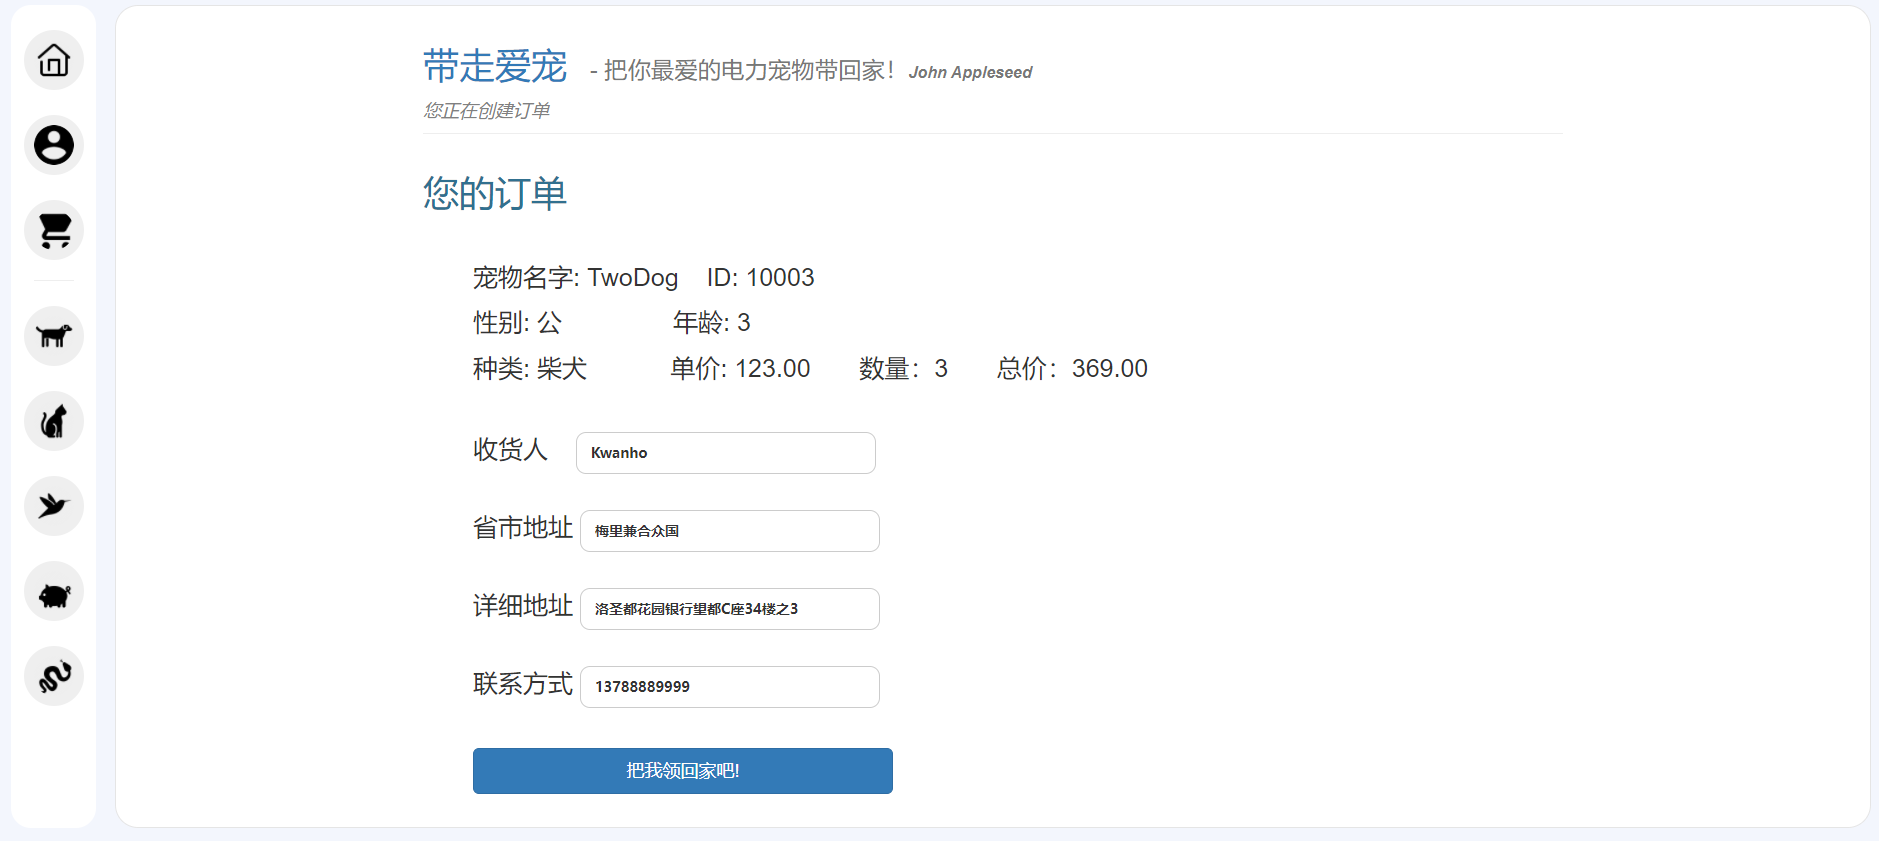 带走爱宠 - 把你最爱的电力宠物带回家！John Appleseed
您正在创建订单
您的订单
宠物名字: TwoDog ID: 10003
性别: 公 年龄: 3
种类: 柴犬 单价: 123.00 数量：3 总价：369.00
收货人 Kwanho
省市地址 梅里兼合众国
详细地址 洛圣都花园银行望都C座34楼之3
联系方式 13788889999
把我领回家吧!